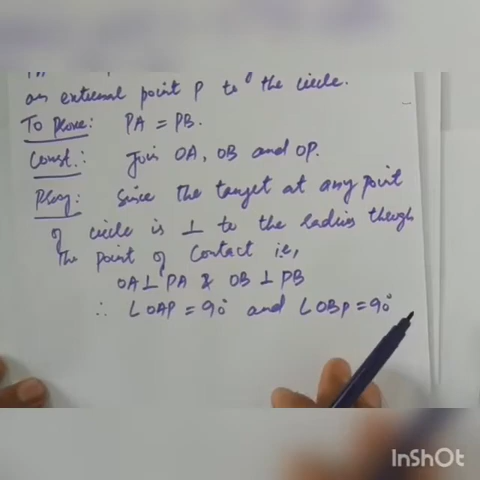 an external point P to the circle.
To Prove: PA = PB.
Const.: Join OA, OB and OP.
Proof: Since the tangent at any point
of circle is ⊥ to the radius though
the point of contact i.e,
OA ⊥ PA & OB ⊥ PB
∴ ∠OAP = 90° and ∠OBP = 90°
InShOt